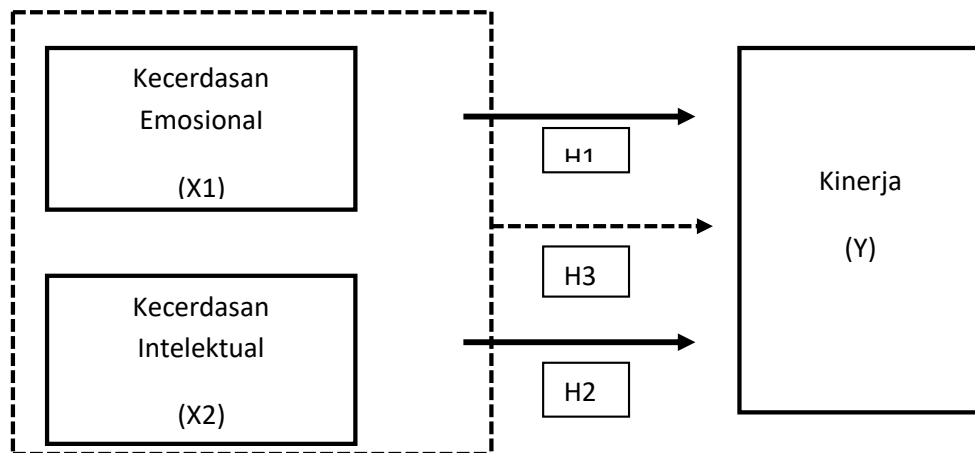 Kecerdasan
Emosional
(X1)
H1
Kinerja
(Y)
H3
Kecerdasan
Intelektual
(X2)
H2